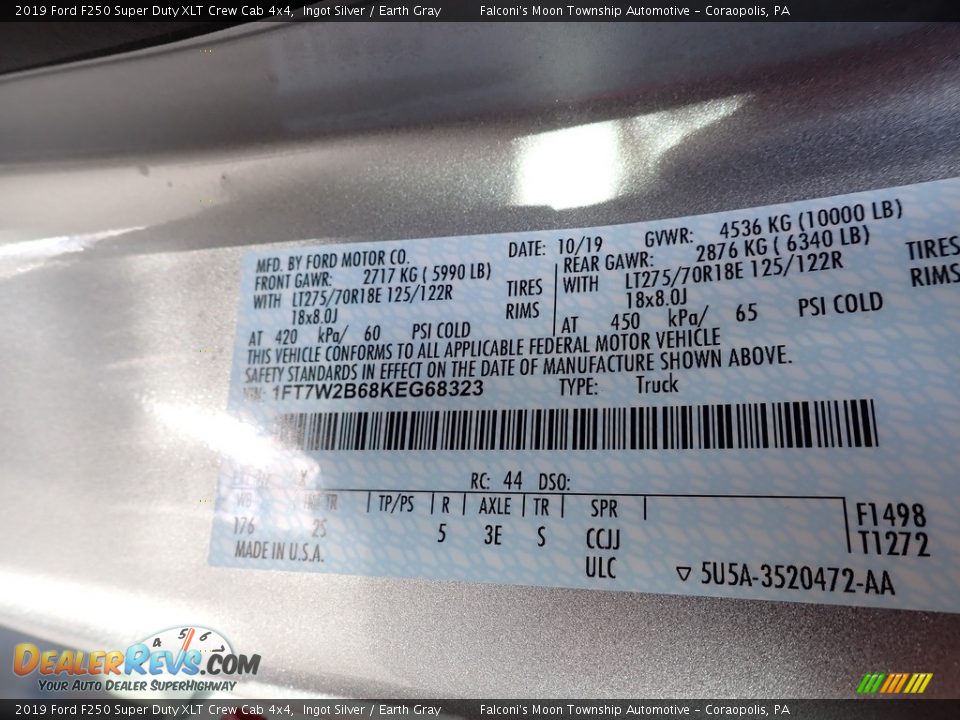 2019 Ford F250 Super Duty XLT Crew Cab 4x4, Ingot Silver / Earth Gray Falconi's Moon Township Automotive - Coraopolis, PA
MFD. BY FORD MOTOR CO. DATE: 10/19 GVWR: 4536 KG (10000 LB)
FRONT GAWR: 2717 KG ( 5990 LB) REAR GAWR: 2876 KG ( 6340 LB)
WITH LT275/70R18E 125/122R TIRES WITH LT275/70R18E 125/122R TIRES
18x8.0J RIMS 18x8.0J RIMS
AT 420 kPa/ 60 PSI COLD AT 450 kPa/ 65 PSI COLD
THIS VEHICLE CONFORMS TO ALL APPLICABLE FEDERAL MOTOR VEHICLE
SAFETY STANDARDS IN EFFECT ON THE DATE OF MANUFACTURE SHOWN ABOVE.
VIN: 1FT7W2B68KEG68323 TYPE: Truck
RC: 44 DSO:
WB TR TP/PS R AXLE TR SPR F1498
176 2S 5 3E S CCJJ T1272
MADE IN U.S.A. ULC 5U5A-3520472-AA
4 5 6
DEALERREVS.COM
YOUR AUTO DEALER SUPERHIGHWAY
2019 Ford F250 Super Duty XLT Crew Cab 4x4, Ingot Silver / Earth Gray Falconi's Moon Township Automotive - Coraopolis, PA